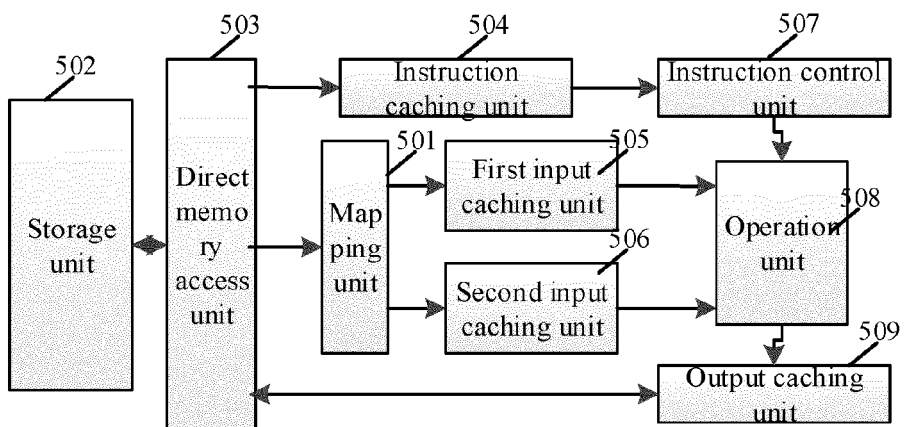 502
503
504
507
Instruction
caching unit
Instruction control
unit
Storage
unit
Direct
memo
ry
access
unit
501
Map
ping
unit
505
First input
caching unit
506
Second input
caching unit
508
Operation
unit
509
Output caching
unit